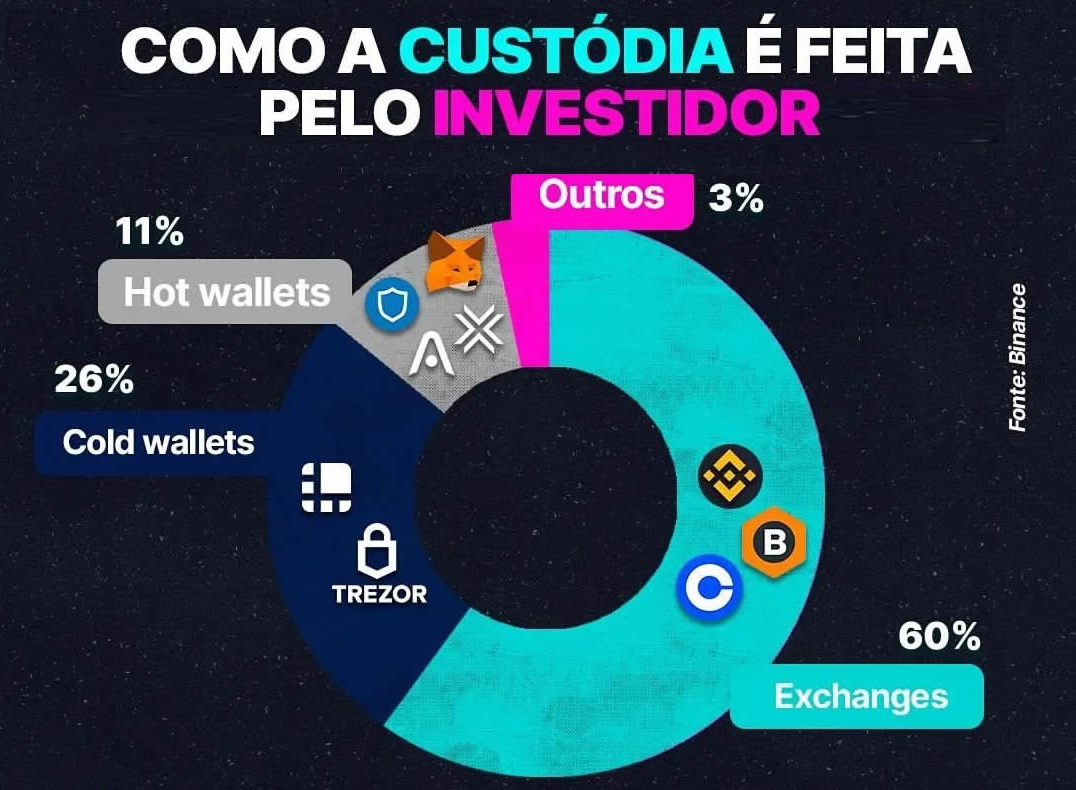 COMO A CUSTÓDIA É FEITA
PELO INVESTIDOR
Outros
3%
11%
Hot wallets
26%
Cold wallets
TREZOR
B
60%
Exchanges
Fonte: Binance